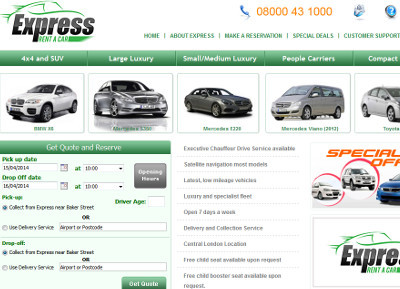 Express
RENT A CAR
08000 43 1000
HOME | ABOUT EXPRESS | MAKE A RESERVATION | SPECIAL DEALS | CUSTOMER SUPPORT
4x4 and SUV
Large Luxury
Small/Medium Luxury
People Carriers
Compact
BMW X6
Mercedes
Mercedes E220
Mercedes Viano (2012)
Toyota
Get Quote and Reserve
Pick up date
15/04/2014 at 10:00
Drop Off date
16/04/2014 at 10:00
Opening
Hours
Pick-up:
Driver Age:
Collect from Express near Baker Street
OR
Use Delivery Service Airport or Postcode
Drop-off:
Collect from Express near Baker Street
OR
Use Delivery Service Airport or Postcode
Get Quote
Executive Chauffeur Drive Service available
Satellite navigation most models
Latest, low mileage vehicles
Luxury and specialist fleet
Open 7 days a week
Delivery and Collection Service
Central London Location
Free child seat available upon request
Free child booster seat available upon
request.
SPECIAL
OFF
Express
RENT A CAR